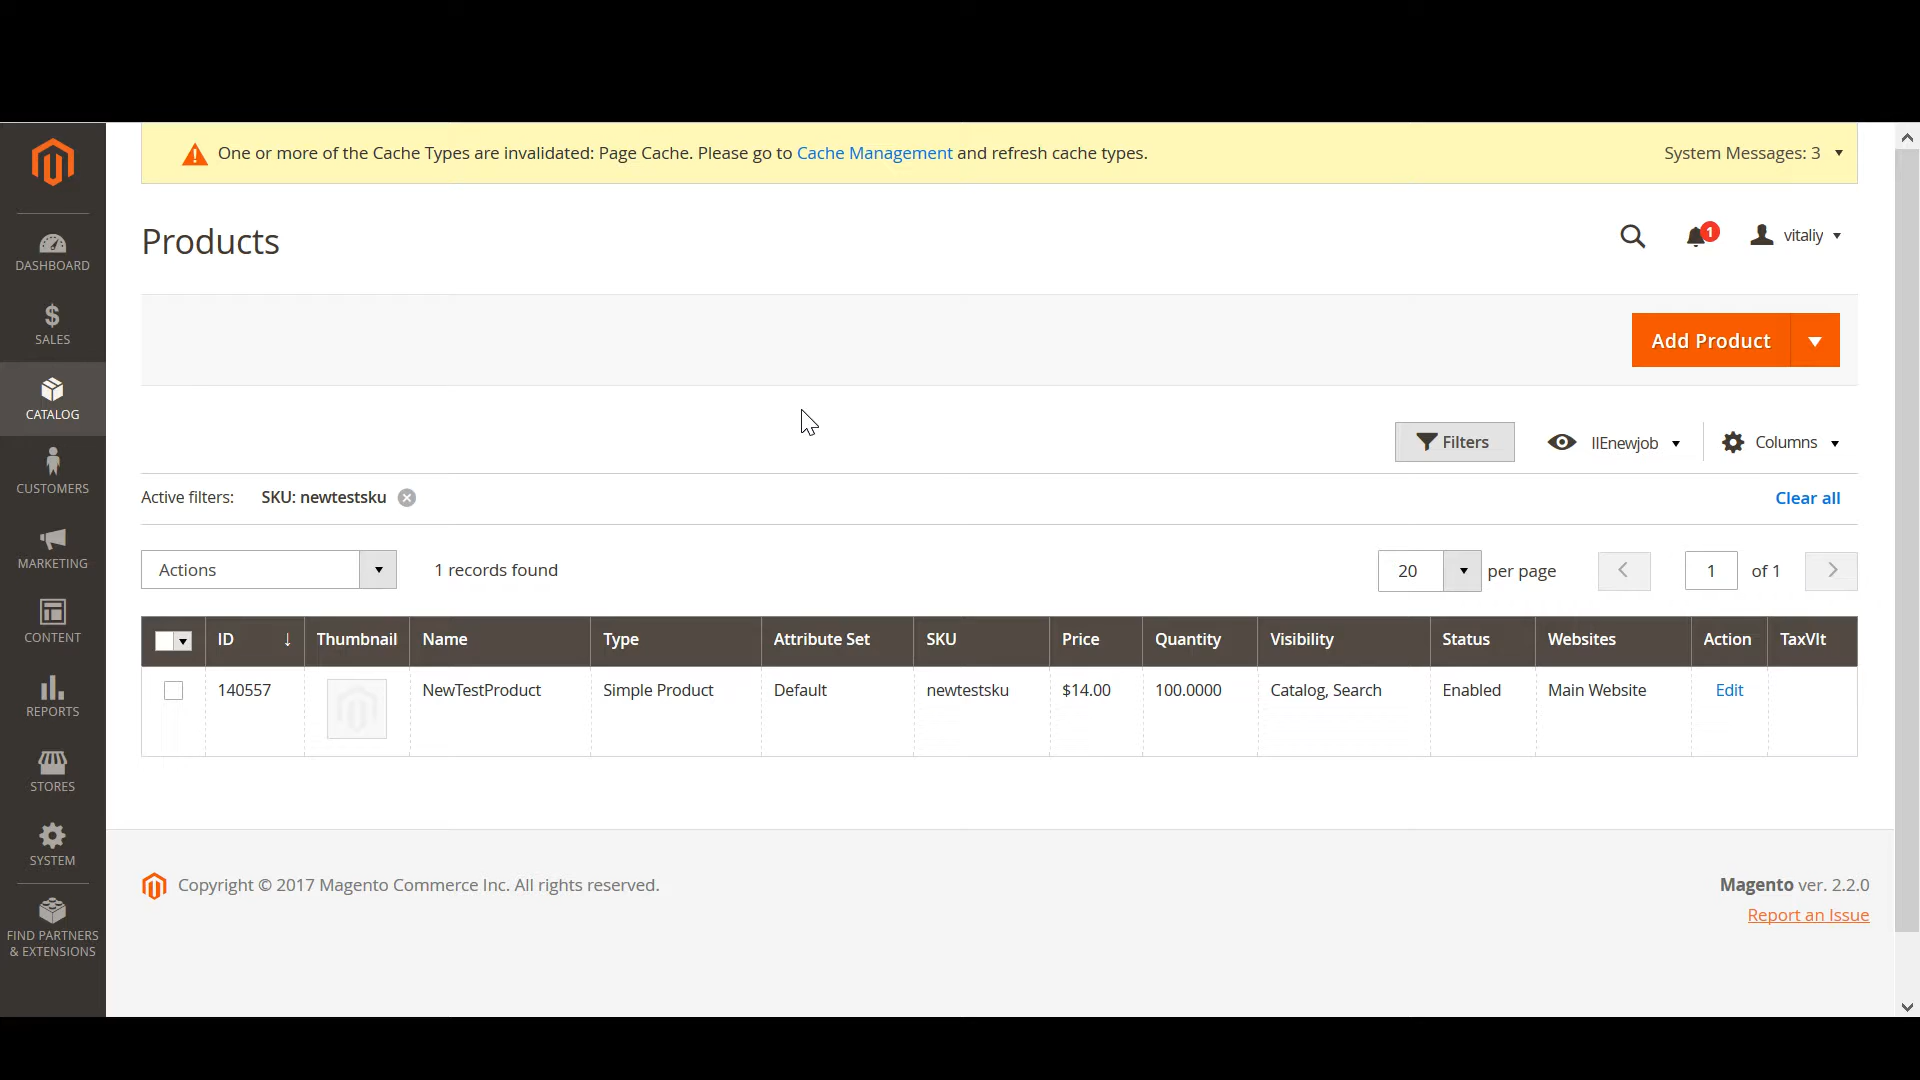 One or more of the Cache Types are invalidated: Page Cache. Please go to Cache Management and refresh cache types. System Messages: 3
Products
1
vitaliy
Add Product
Filters
IIEnewjob
Columns
Active filters: SKU: newtestsku
Clear all
Actions
1 records found
20 per page
1 of 1
ID ↓ Thumbnail Name Type Attribute Set SKU Price Quantity Visibility Status Websites Action TaxVlt
140557 NewTestProduct Simple Product Default newtestsku $14.00 100.0000 Catalog, Search Enabled Main Website Edit
Copyright © 2017 Magento Commerce Inc. All rights reserved.
Magento ver. 2.2.0
Report an Issue
DASHBOARD
$
SALES
CATALOG
CUSTOMERS
MARKETING
CONTENT
REPORTS
STORES
SYSTEM
FIND PARTNERS
& EXTENSIONS